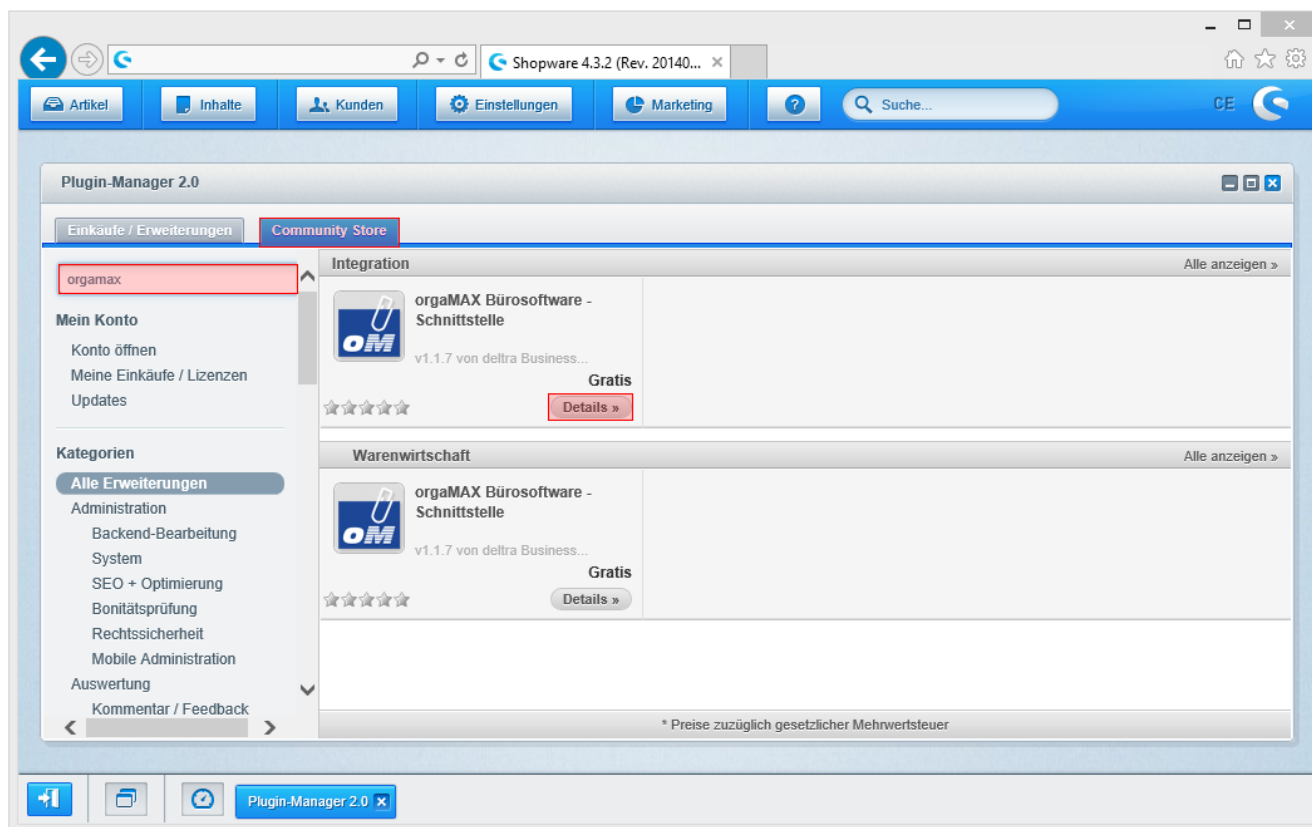 Shopware 4.3.2 (Rev. 20140...
Artikel
Inhalte
Kunden
Einstellungen
Marketing
?
Suche...
CE
Plugin-Manager 2.0
Einkäufe / Erweiterungen
Community Store
orgamax
Mein Konto
Konto öffnen
Meine Einkäufe / Lizenzen
Updates
Kategorien
Alle Erweiterungen
Administration
Backend-Bearbeitung
System
SEO + Optimierung
Bonitätsprüfung
Rechtssicherheit
Mobile Administration
Auswertung
Kommentar / Feedback
Integration
Alle anzeigen »
oM
orgaMAX Bürosoftware -
Schnittstelle
v1.1.7 von deltra Business...
Gratis
Details »
Warenwirtschaft
Alle anzeigen »
oM
orgaMAX Bürosoftware -
Schnittstelle
v1.1.7 von deltra Business...
Gratis
Details »
* Preise zuzüglich gesetzlicher Mehrwertsteuer
Plugin-Manager 2.0